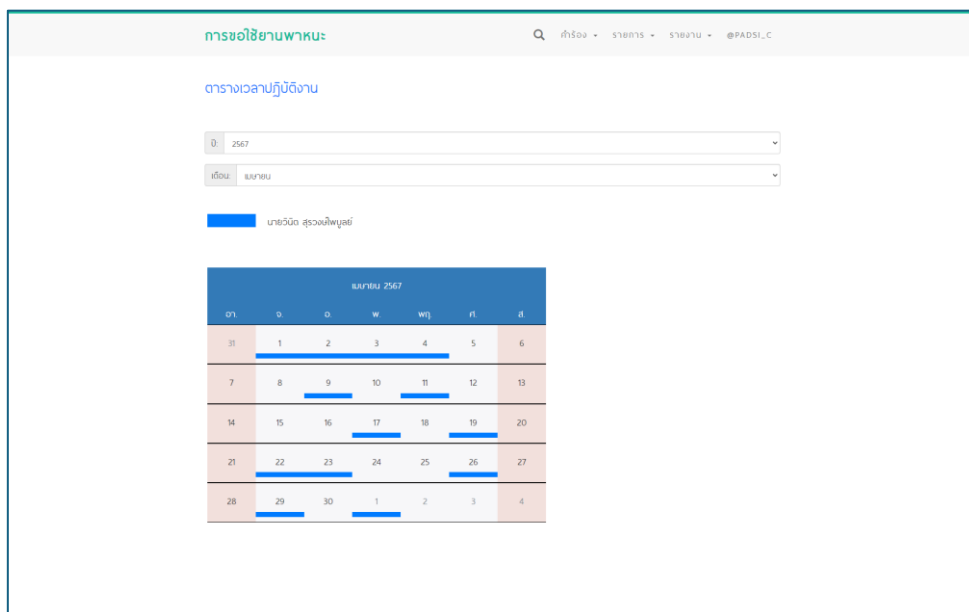 การขอใช้ยานพาหนะ
คำร้อง รายการ รายงาน @PADSI_C
ตารางเวลาปฏิบัติงาน
ปี: 2567
เดือน: เมษายน
นายวินิต สุรวงษ์ไพบูลย์
เมษายน 2567
อา. จ. อ. พ. พฤ. ศ. ส.
31 1 2 3 4 5 6
7 8 9 10 11 12 13
14 15 16 17 18 19 20
21 22 23 24 25 26 27
28 29 30 1 2 3 4